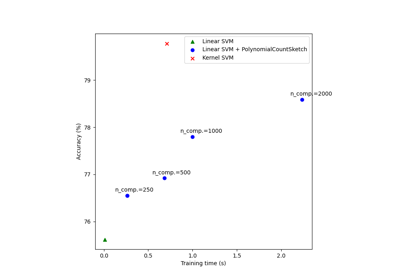 Linear SVM
Linear SVM + PolynomialCountSketch
Kernel SVM
79
78
77
76
n_comp.=2000
n_comp.=1000
n_comp.=500
n_comp.=250
Accuracy (%)
0.0 0.5 1.0 1.5 2.0
Training time (s)